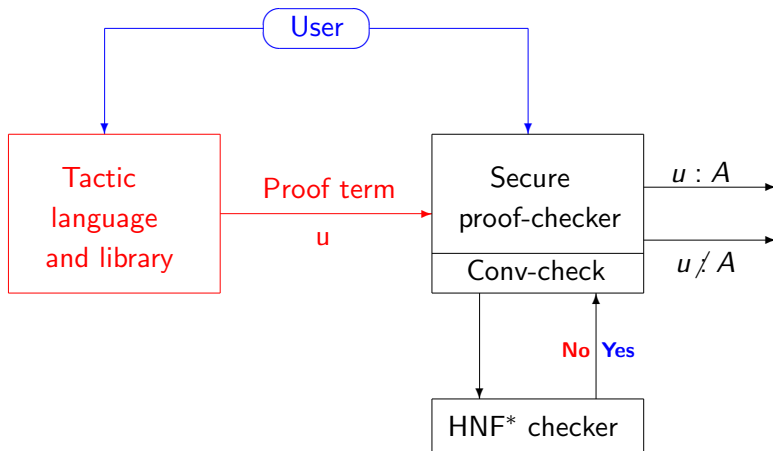 User
Tactic
language
and library
Proof term
u
Secure
proof-checker
Conv-check
u : A
u :̸ A
No Yes
HNF* checker